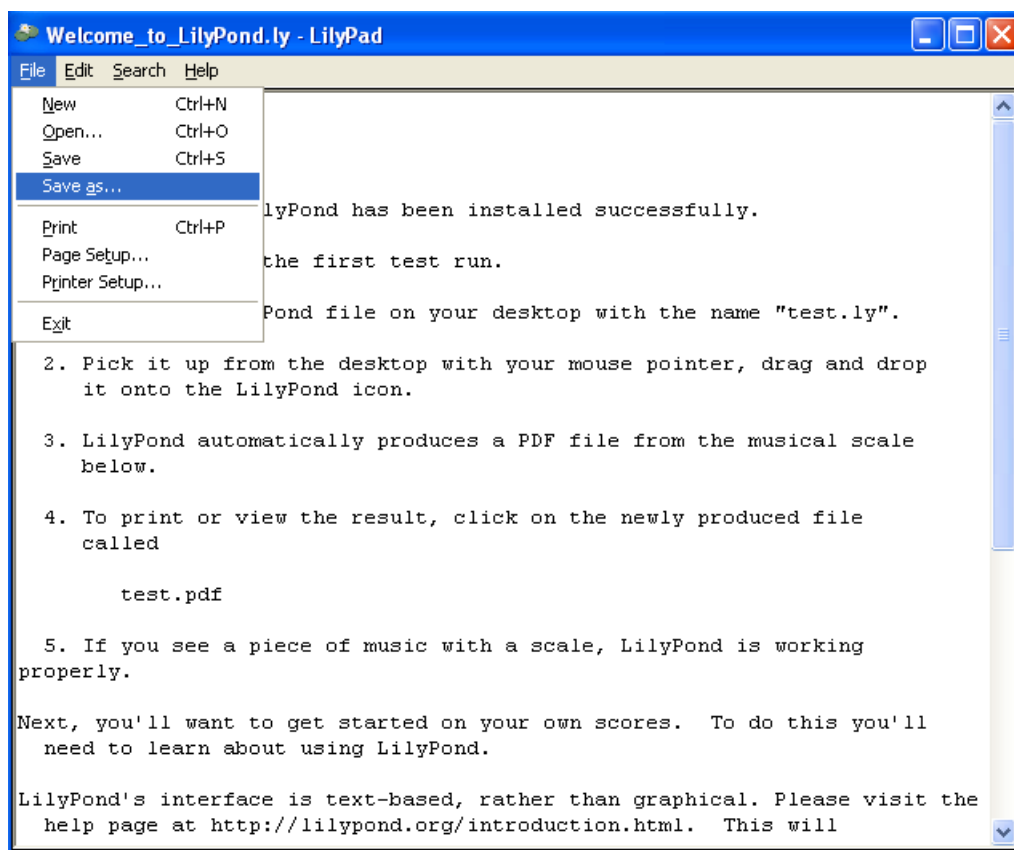 Welcome_to_LilyPond.ly - LilyPad
File Edit Search Help
New Ctrl+N
Open... Ctrl+O
Save Ctrl+S
Save as...
Print Ctrl+P
Page Setup...
Printer Setup...
Exit
lyPond has been installed successfully.
the first test run.
Pond file on your desktop with the name "test.ly".
2. Pick it up from the desktop with your mouse pointer, drag and drop
it onto the LilyPond icon.
3. LilyPond automatically produces a PDF file from the musical scale
below.
4. To print or view the result, click on the newly produced file
called
test.pdf
5. If you see a piece of music with a scale, LilyPond is working
properly.
Next, you'll want to get started on your own scores. To do this you'll
need to learn about using LilyPond.
LilyPond's interface is text-based, rather than graphical. Please visit the
help page at http://lilypond.org/introduction.html. This will